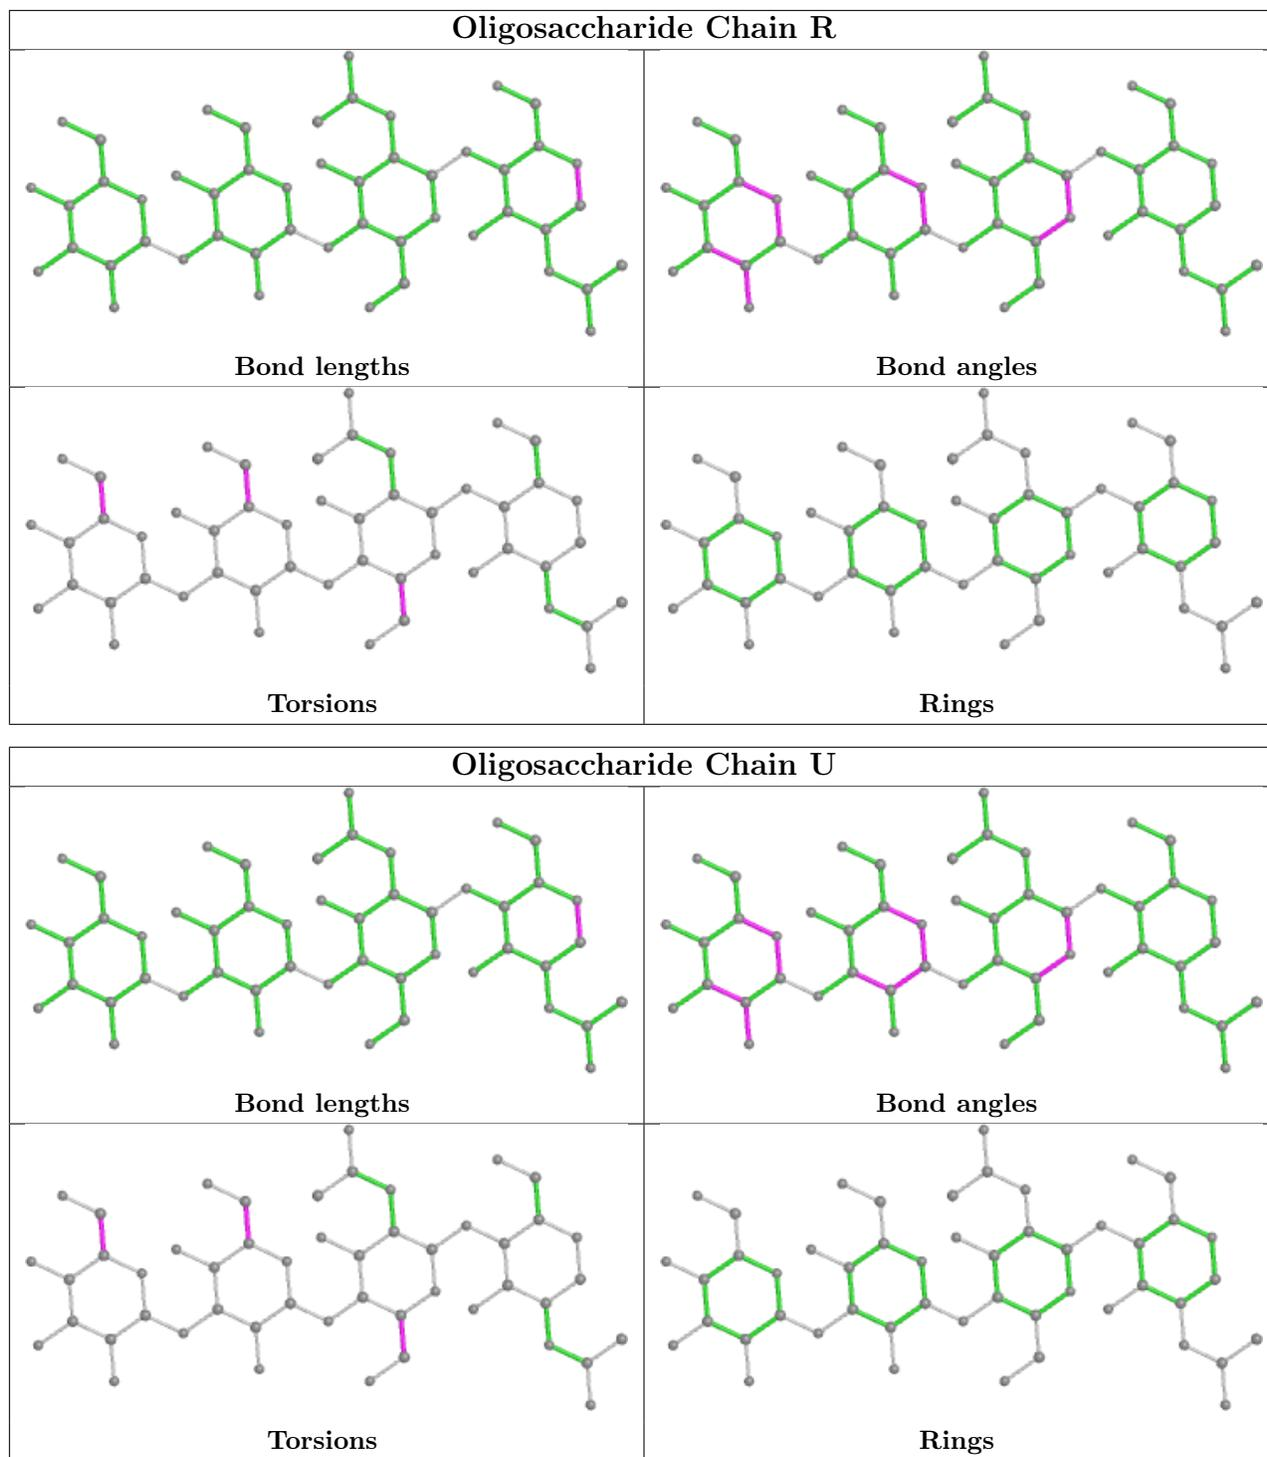 Oligosaccharide Chain R
Bond lengths
Bond angles
Torsions
Rings
Oligosaccharide Chain U
Bond lengths
Bond angles
Torsions
Rings